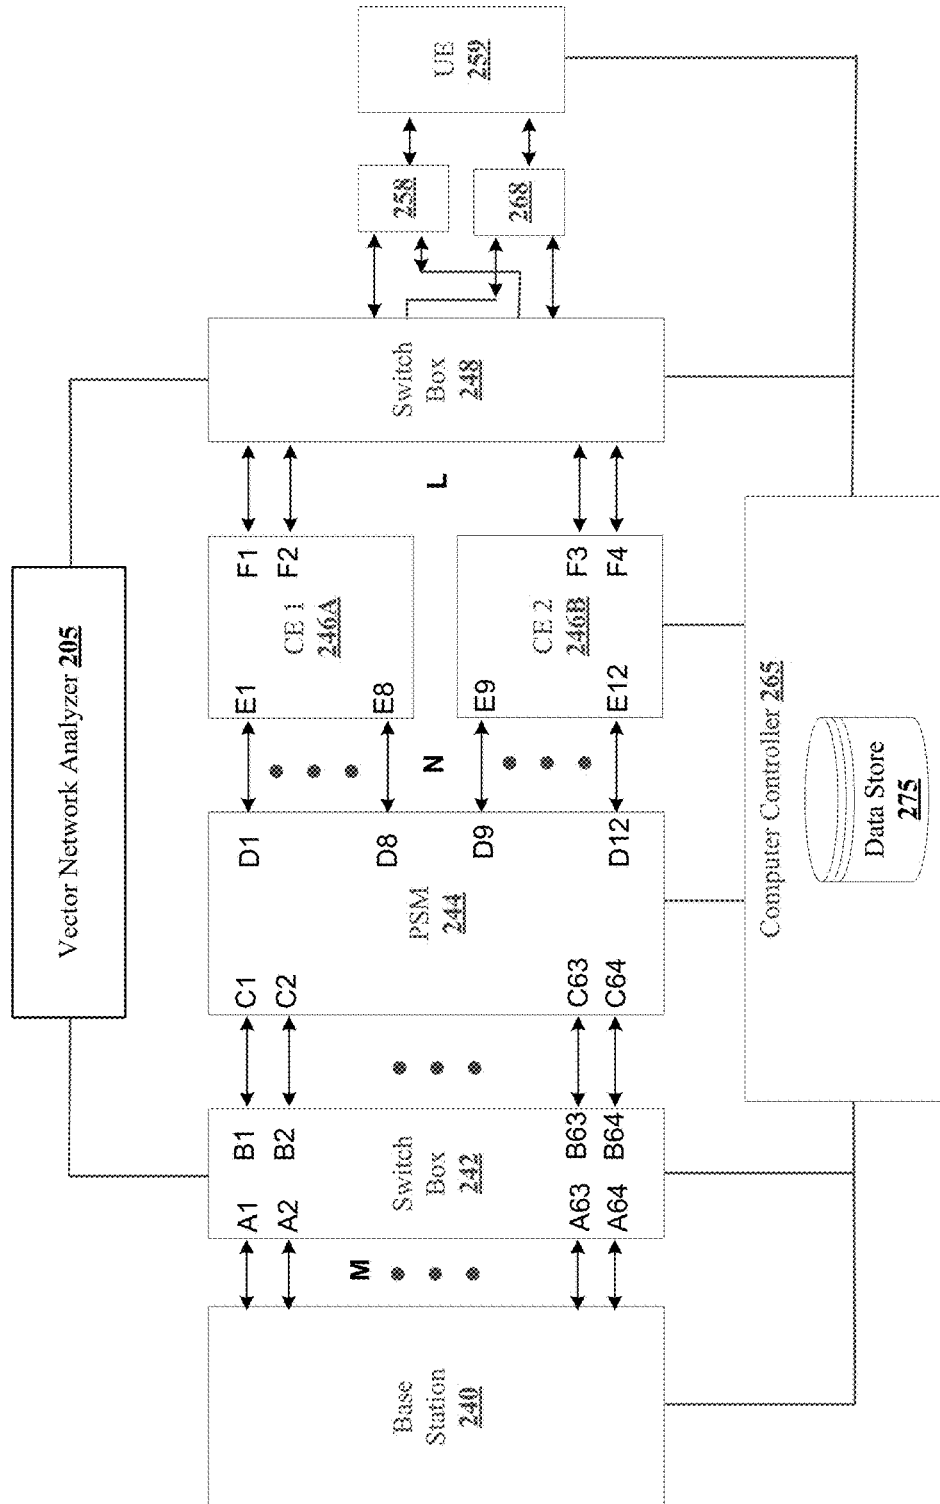 Vector Network Analyzer 205
Base
Station
240
M
A1
A2
A63
A64
Switch
Box
242
B1
B2
B63
B64
C1
C2
C63
C64
PSM
244
D1
D8
D9
D12
N
E1
E8
CE 1
246A
F1
F2
E9
E12
CE 2
246B
F3
F4
L
Switch
Box
248
258
268
UE
259
Computer Controller 265
Data Store
275